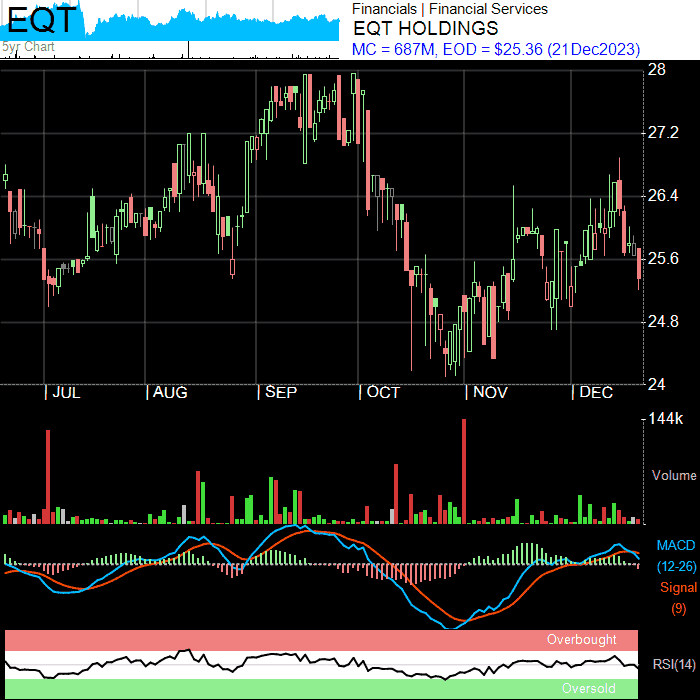 EQT
5yr Chart
Financials | Financial Services
EQT HOLDINGS
MC = 687M, EOD = $25.36 (21Dec2023)
28
27.2
26.4
25.6
24.8
24
JUL AUG SEP OCT NOV DEC
144k
Volume
MACD
(12-26)
Signal
(9)
Overbought
RSI(14)
Oversold